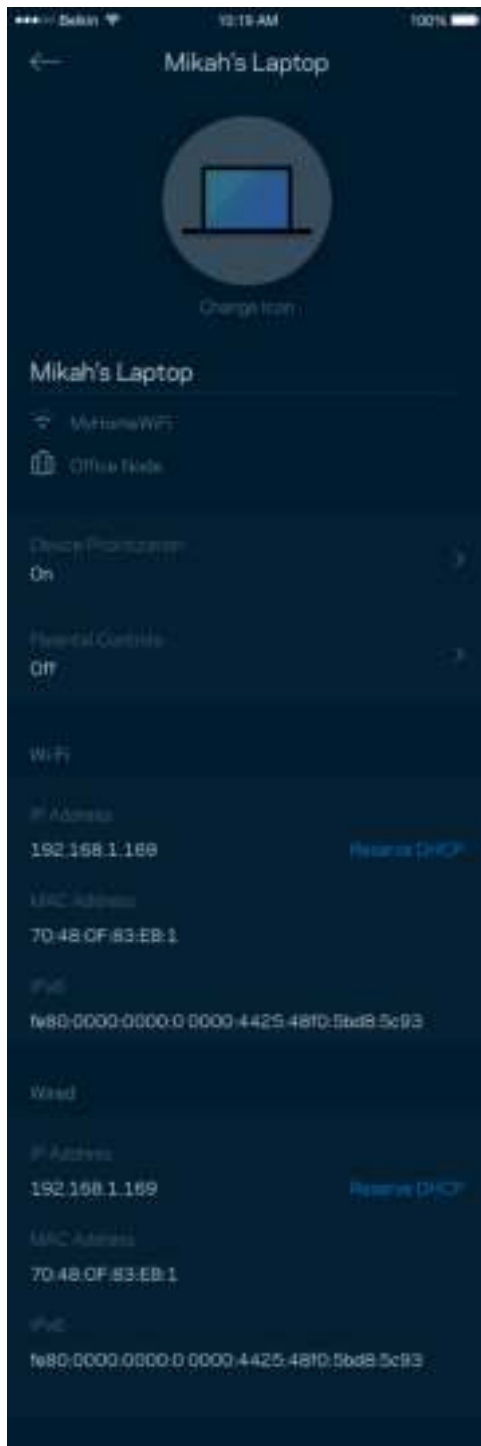 Belkin 10:19 AM 100%
Mikah's Laptop
Change Icon
Mikah's Laptop
MyHomeWiFi
Office Node
Device Prioritization
On
Parental Controls
Off
Wi-Fi
IP Address
192.168.1.169 Reserve DHCP
MAC Address
70:48:0F:83:EB:1
IPv6
fe80:0000:0000:0 0000:4425:48f0:5bd8:5c93
Wired
IP Address
192.168.1.169 Reserve DHCP
MAC Address
70:48:0F:83:EB:1
IPv6
fe80:0000:0000:0 0000:4425:48f0:5bd8:5c93